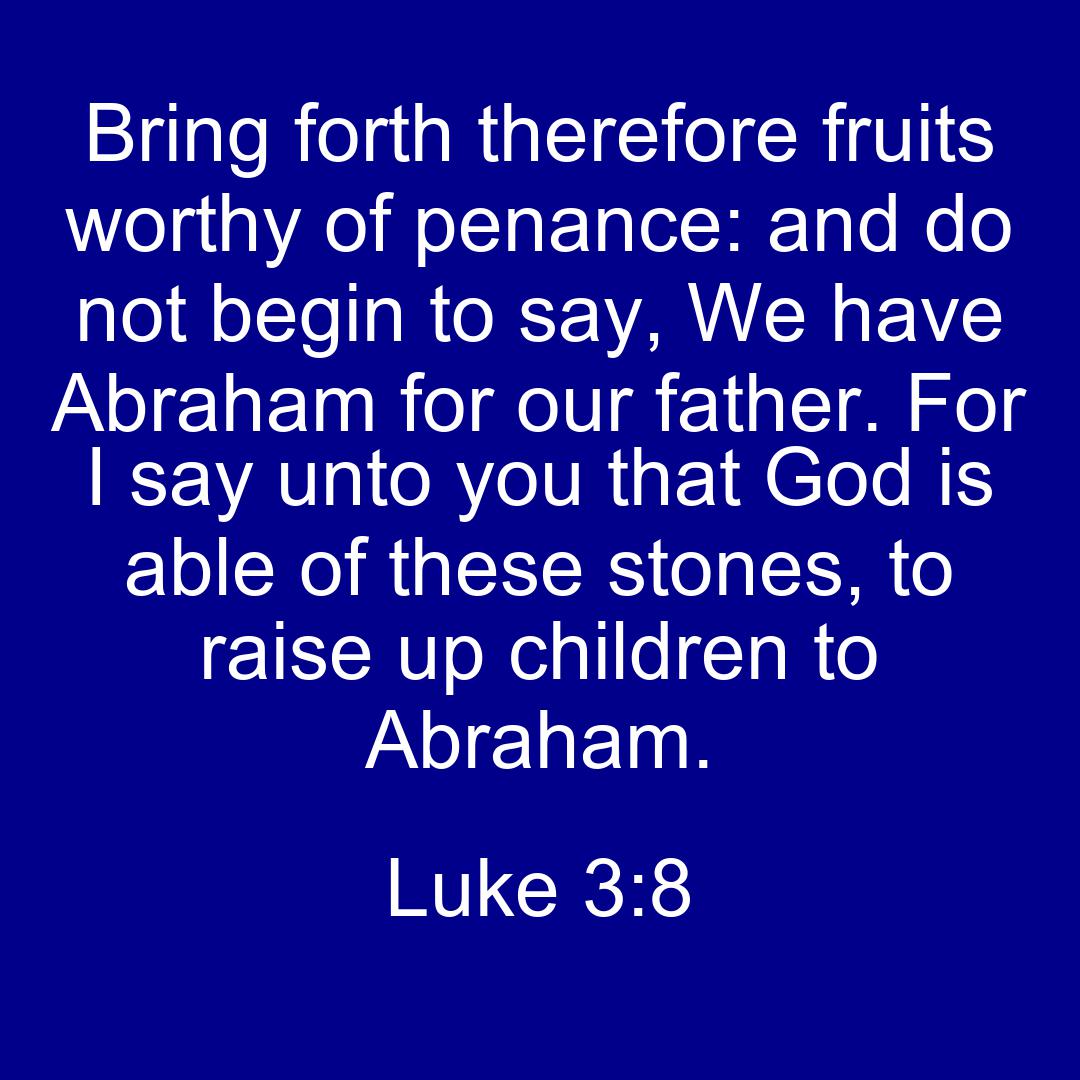 Bring forth therefore fruits
worthy of penance: and do
not begin to say, We have
Abraham for our father. For
I say unto you that God is
able of these stones, to
raise up children to
Abraham.
Luke 3:8